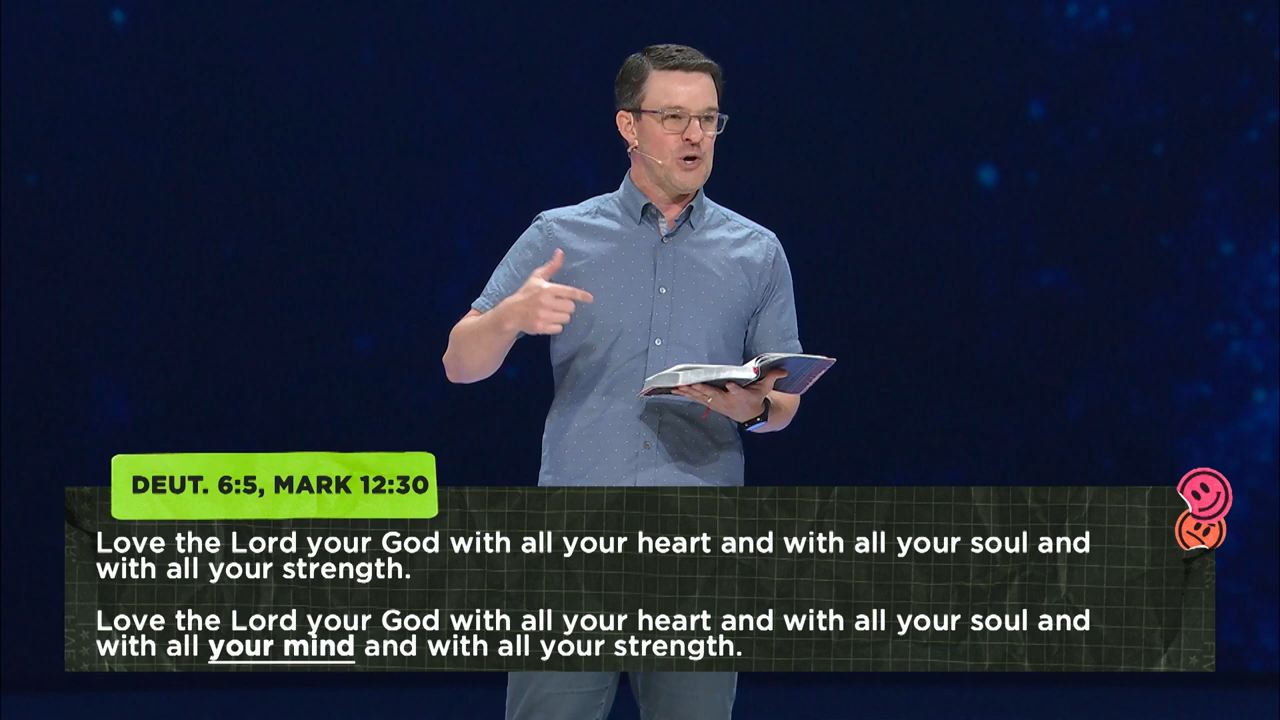 DEUT. 6:5, MARK 12:30
Love the Lord your God with all your heart and with all your soul and
with all your strength.
Love the Lord your God with all your heart and with all your soul and
with all your mind and with all your strength.